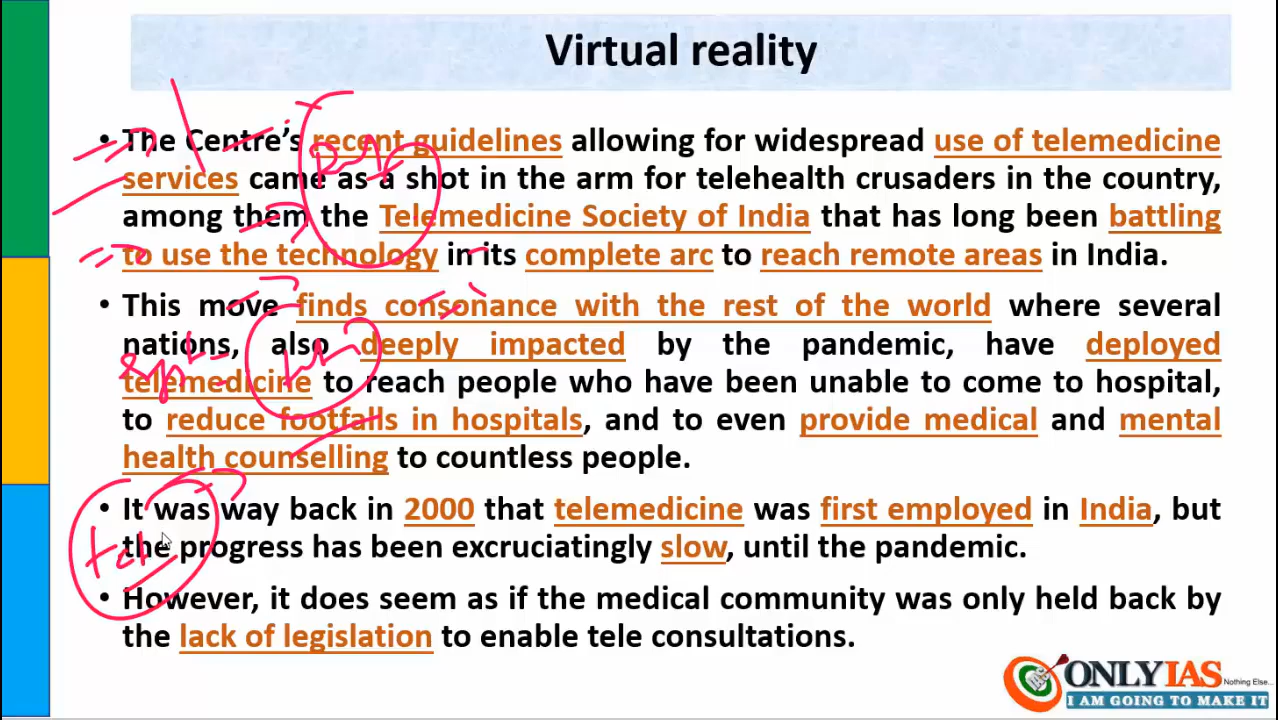 Virtual reality
• The Centre's recent guidelines allowing for widespread use of telemedicine
services came as a shot in the arm for telehealth crusaders in the country,
among them the Telemedicine Society of India that has long been battling
to use the technology in its complete arc to reach remote areas in India.
• This move finds consonance with the rest of the world where several
nations, also deeply impacted by the pandemic, have deployed
telemedicine to reach people who have been unable to come to hospital,
to reduce footfalls in hospitals, and to even provide medical and mental
health counselling to countless people.
• It was way back in 2000 that telemedicine was first employed in India, but
the progress has been excruciatingly slow, until the pandemic.
• However, it does seem as if the medical community was only held back by
the lack of legislation to enable tele consultations.
ONLYIAS
Nothing Else...
I AM GOING TO MAKE IT